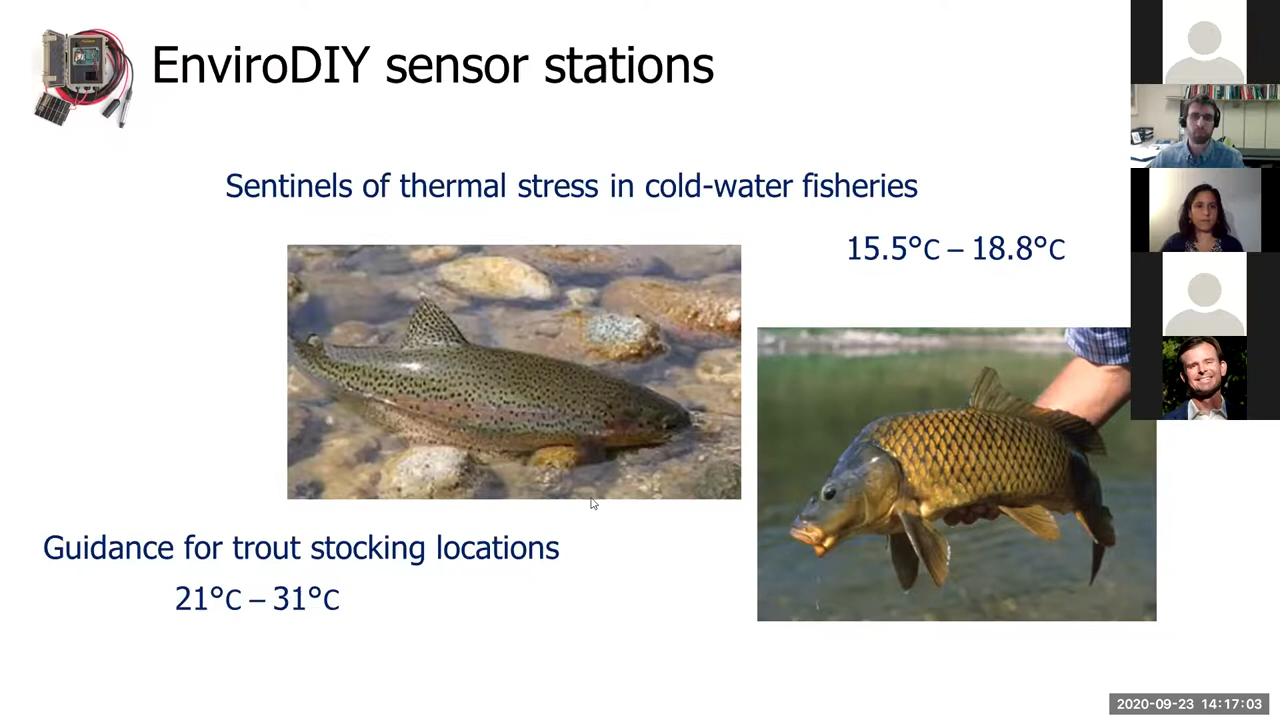 EnviroDIY sensor stations
Sentinels of thermal stress in cold-water fisheries
15.5°C – 18.8°C
Guidance for trout stocking locations
21°C – 31°C
2020-09-23 14:17:03